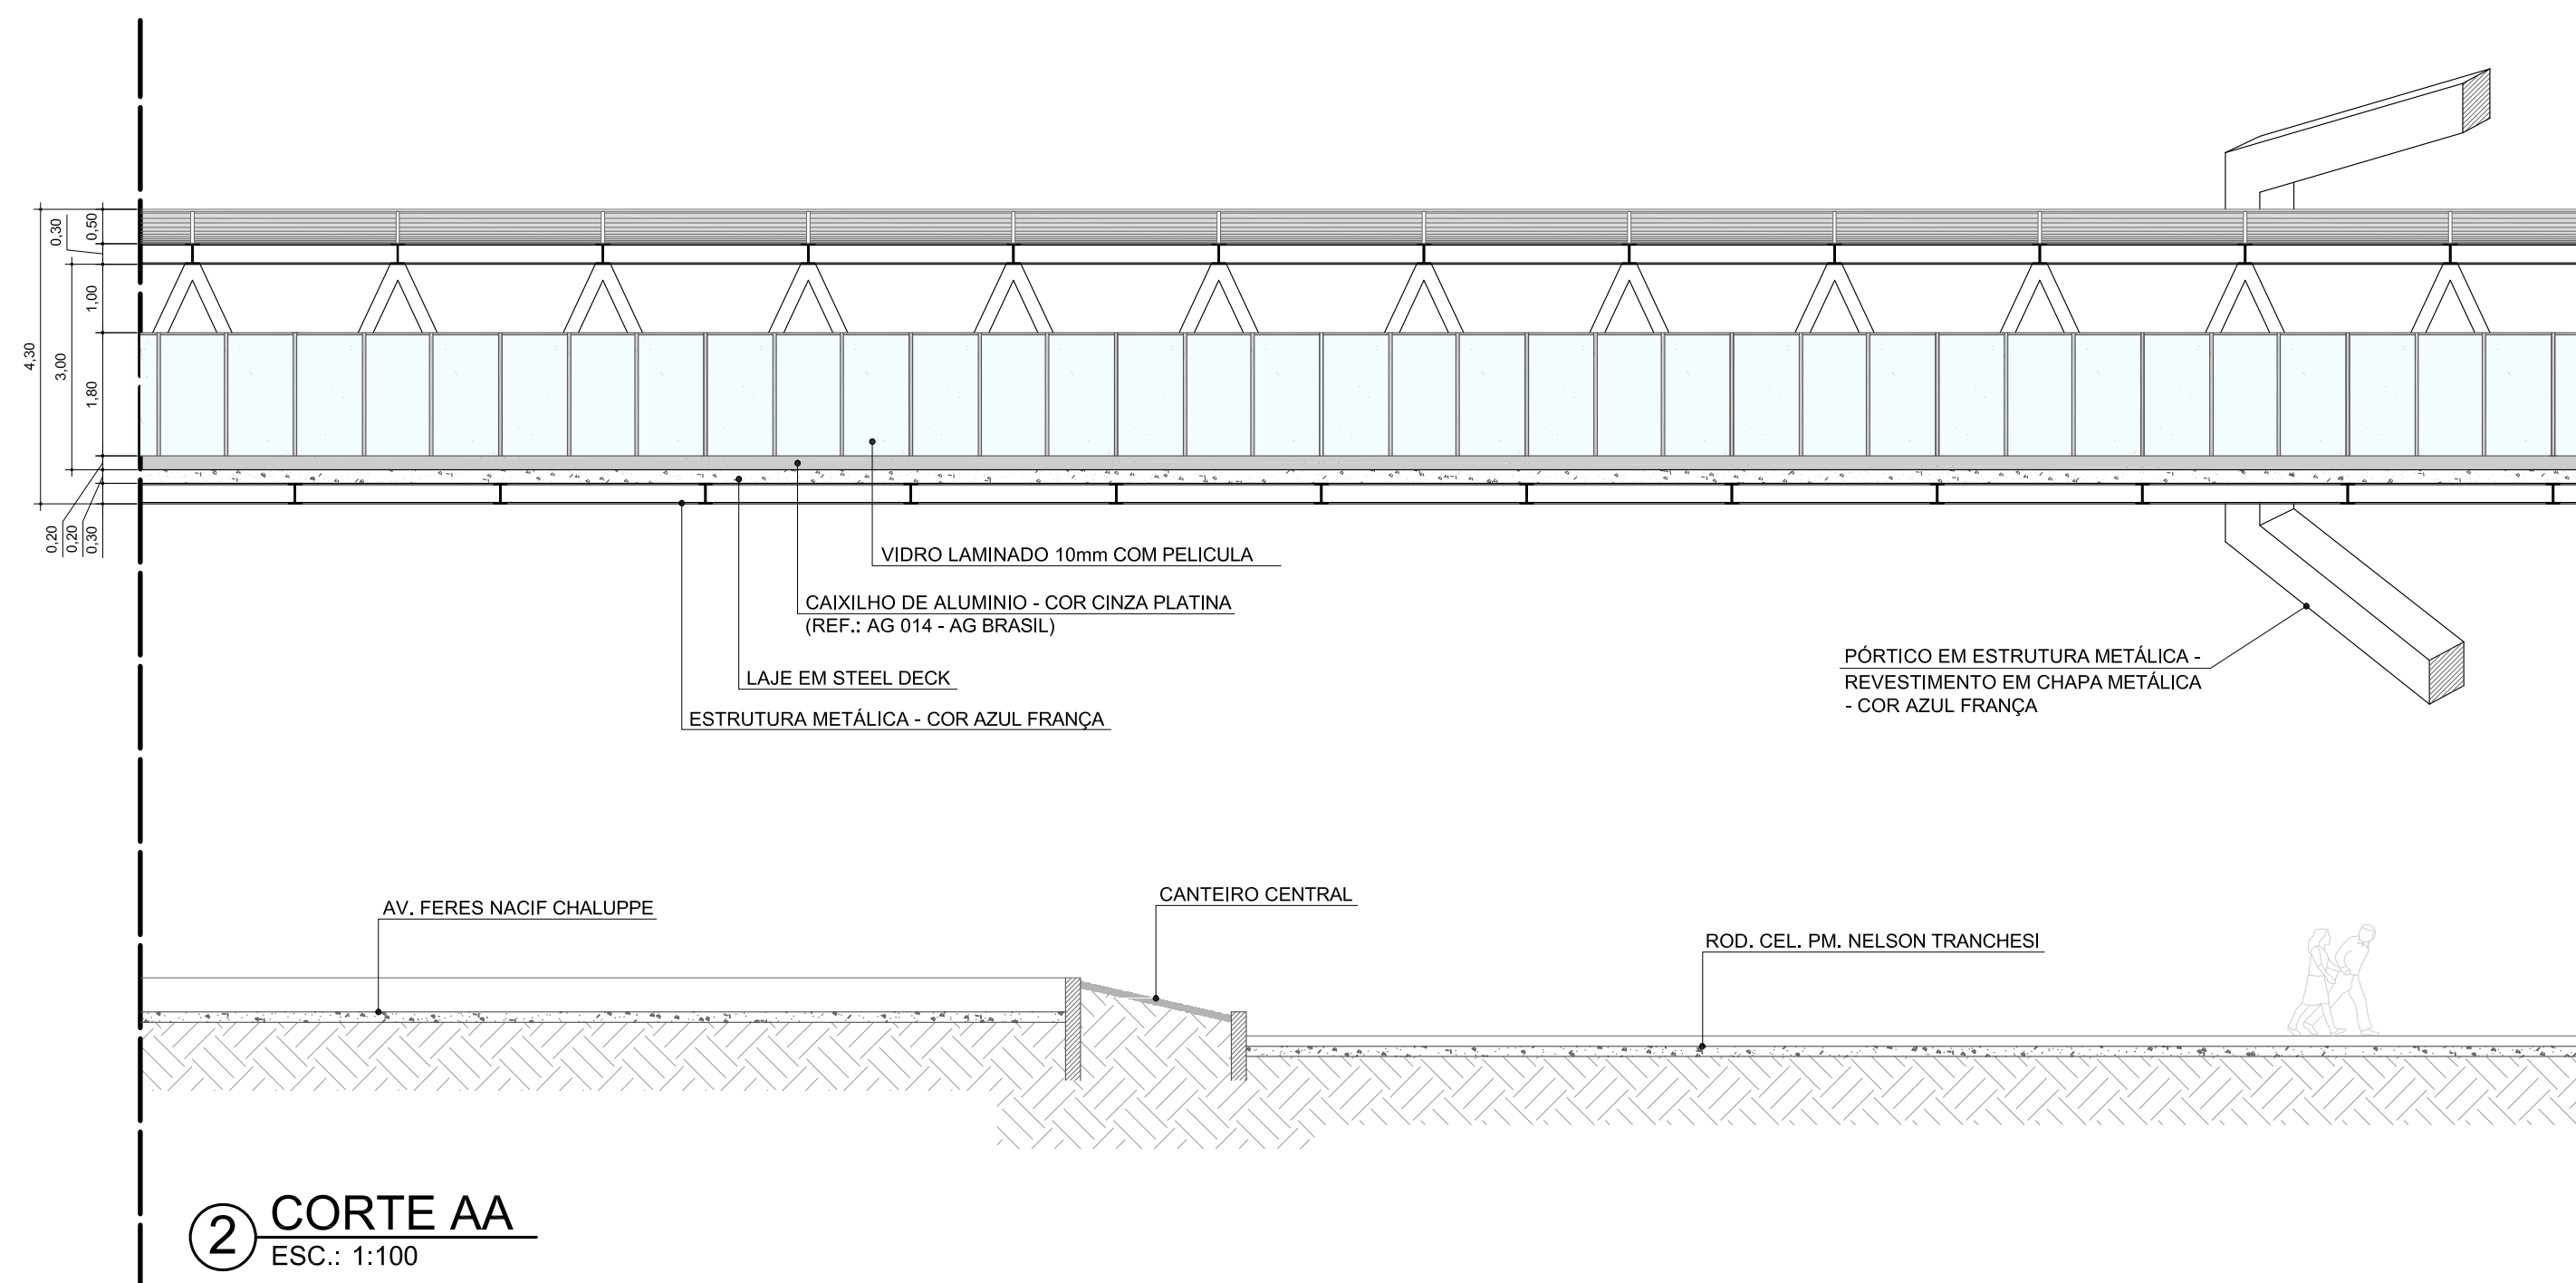 0,30
0,50
1,00
4,30
3,00
1,80
0,20
0,20
0,30
VIDRO LAMINADO 10mm COM PELICULA
CAIXILHO DE ALUMINIO - COR CINZA PLATINA
(REF.: AG 014 - AG BRASIL)
LAJE EM STEEL DECK
ESTRUTURA METÁLICA - COR AZUL FRANÇA
PÓRTICO EM ESTRUTURA METÁLICA -
REVESTIMENTO EM CHAPA METÁLICA
- COR AZUL FRANÇA
AV. FERES NACIF CHALUPPE
CANTEIRO CENTRAL
ROD. CEL. PM. NELSON TRANCHESI
2 CORTE AA
ESC.: 1:100